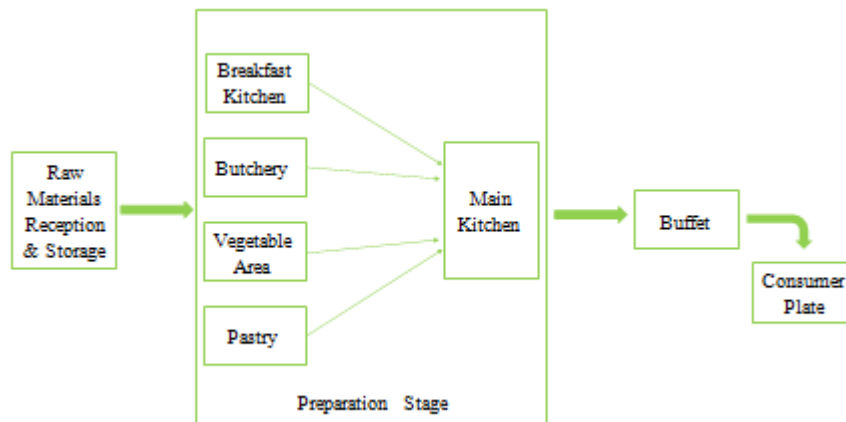 Raw
Materials
Reception
& Storage
Breakfast
Kitchen
Butchery
Vegetable
Area
Pastry
Main
Kitchen
Preparation Stage
Buffet
Consumer
Plate